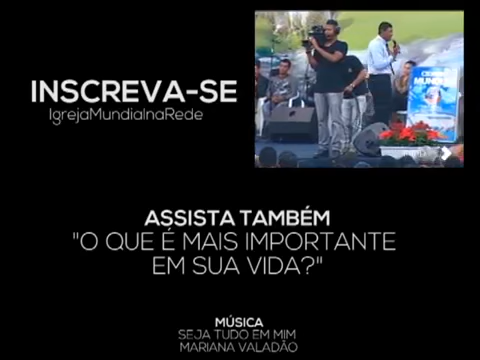 INSCREVA-SE
IgrejaMundialnaRede
ASSISTA TAMBÉM
"O QUE É MAIS IMPORTANTE
EM SUA VIDA?"
MÚSICA
SEJA TUDO EM MIM
MARIANA VALADÃO